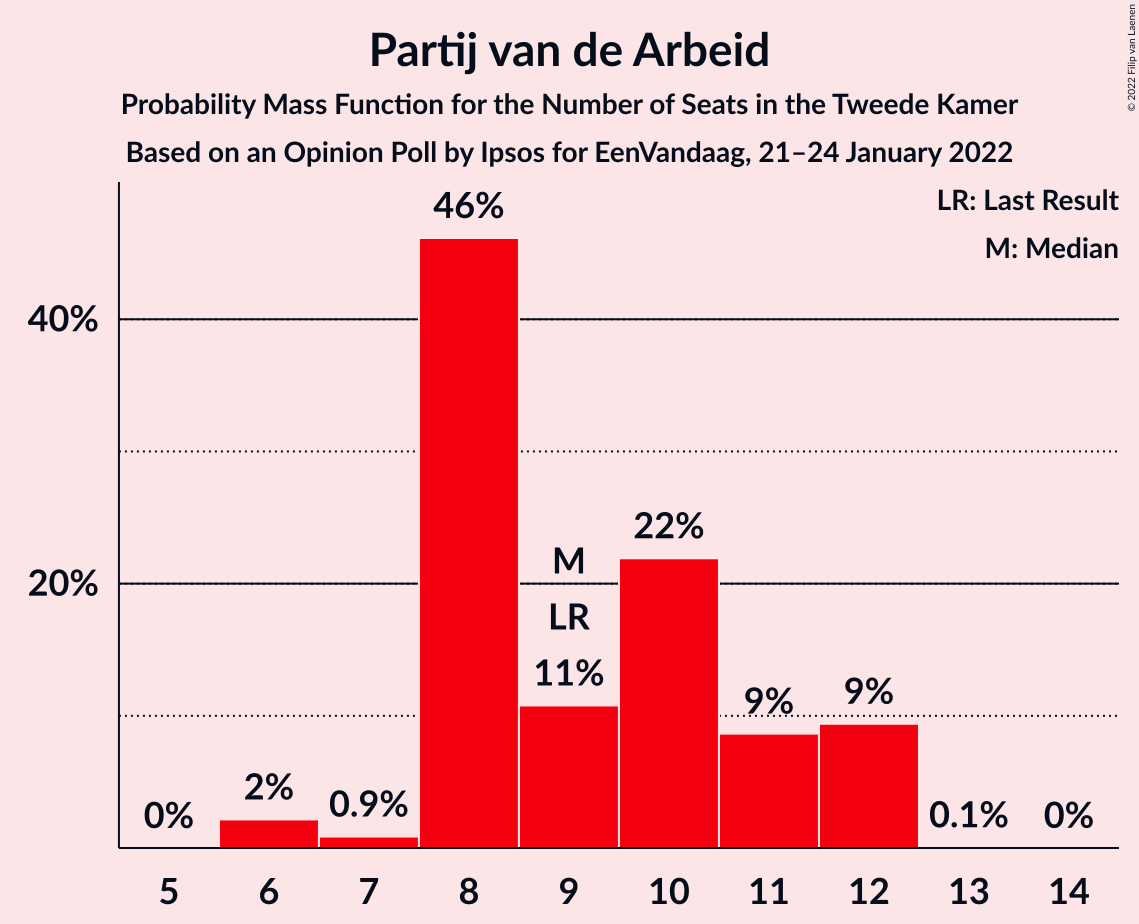 Partij van de Arbeid
Probability Mass Function for the Number of Seats in the Tweede Kamer
Based on an Opinion Poll by Ipsos for EenVandaag, 21–24 January 2022
© 2022 Filip van Laenen
LR: Last Result
M: Median
40%
20%
0%
2%
0.9%
46%
M
LR
11%
22%
9%
9%
0.1%
0%
5 6 7 8 9 10 11 12 13 14